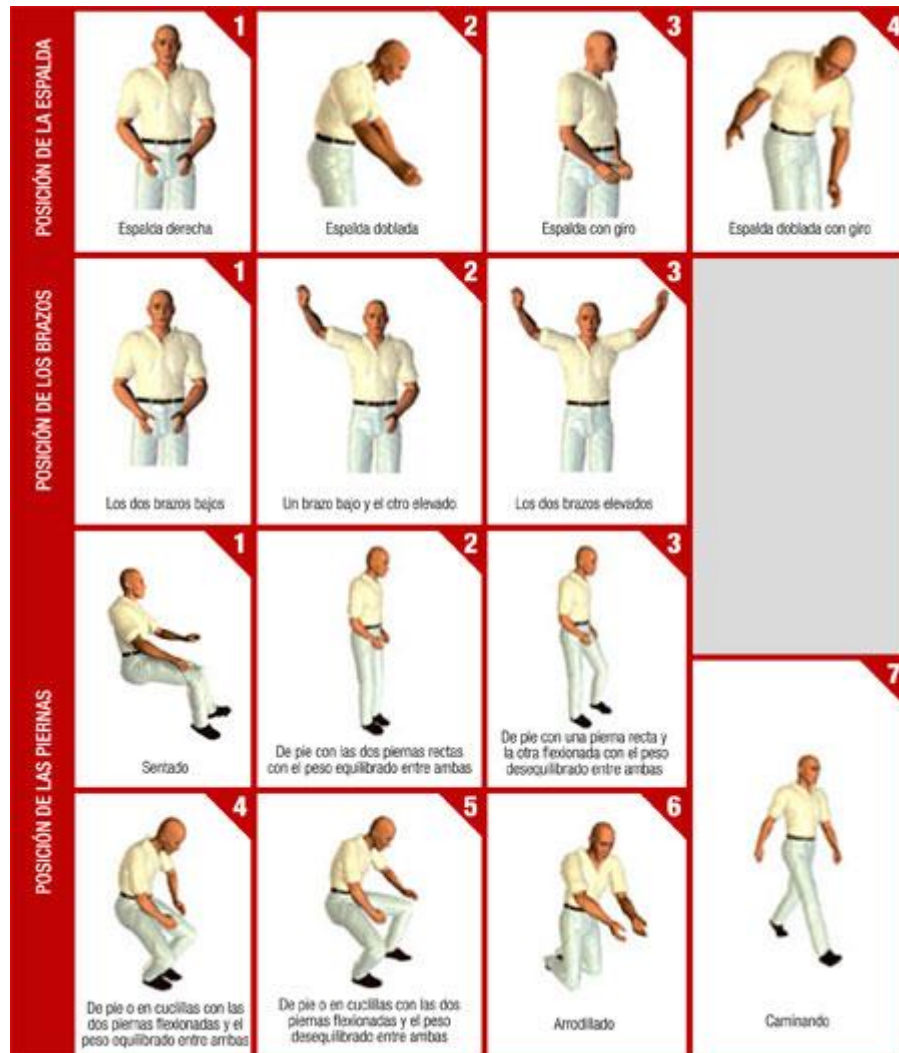 POSICIÓN DE LA ESPALDA
1
Espalda derecha
2
Espalda doblada
3
Espalda con giro
4
Espalda doblada con giro
POSICIÓN DE LOS BRAZOS
1
Los dos brazos bajos
2
Un brazo bajo y el otro elevado
3
Los dos brazos elevados
POSICIÓN DE LAS PIERNAS
1
Sentado
2
De pie con las dos piernas rectas
con el peso equilibrado entre ambas
3
De pie con una pierna recta y
la otra flexionada con el peso
desequilibrado entre ambas
4
De pie o en cuclillas con las
dos piernas flexionadas y el
peso equilibrado entre ambas
5
De pie o en cuclillas con las dos
piernas flexionadas y el peso
desequilibrado entre ambas
6
Arrodillado
7
Caminando